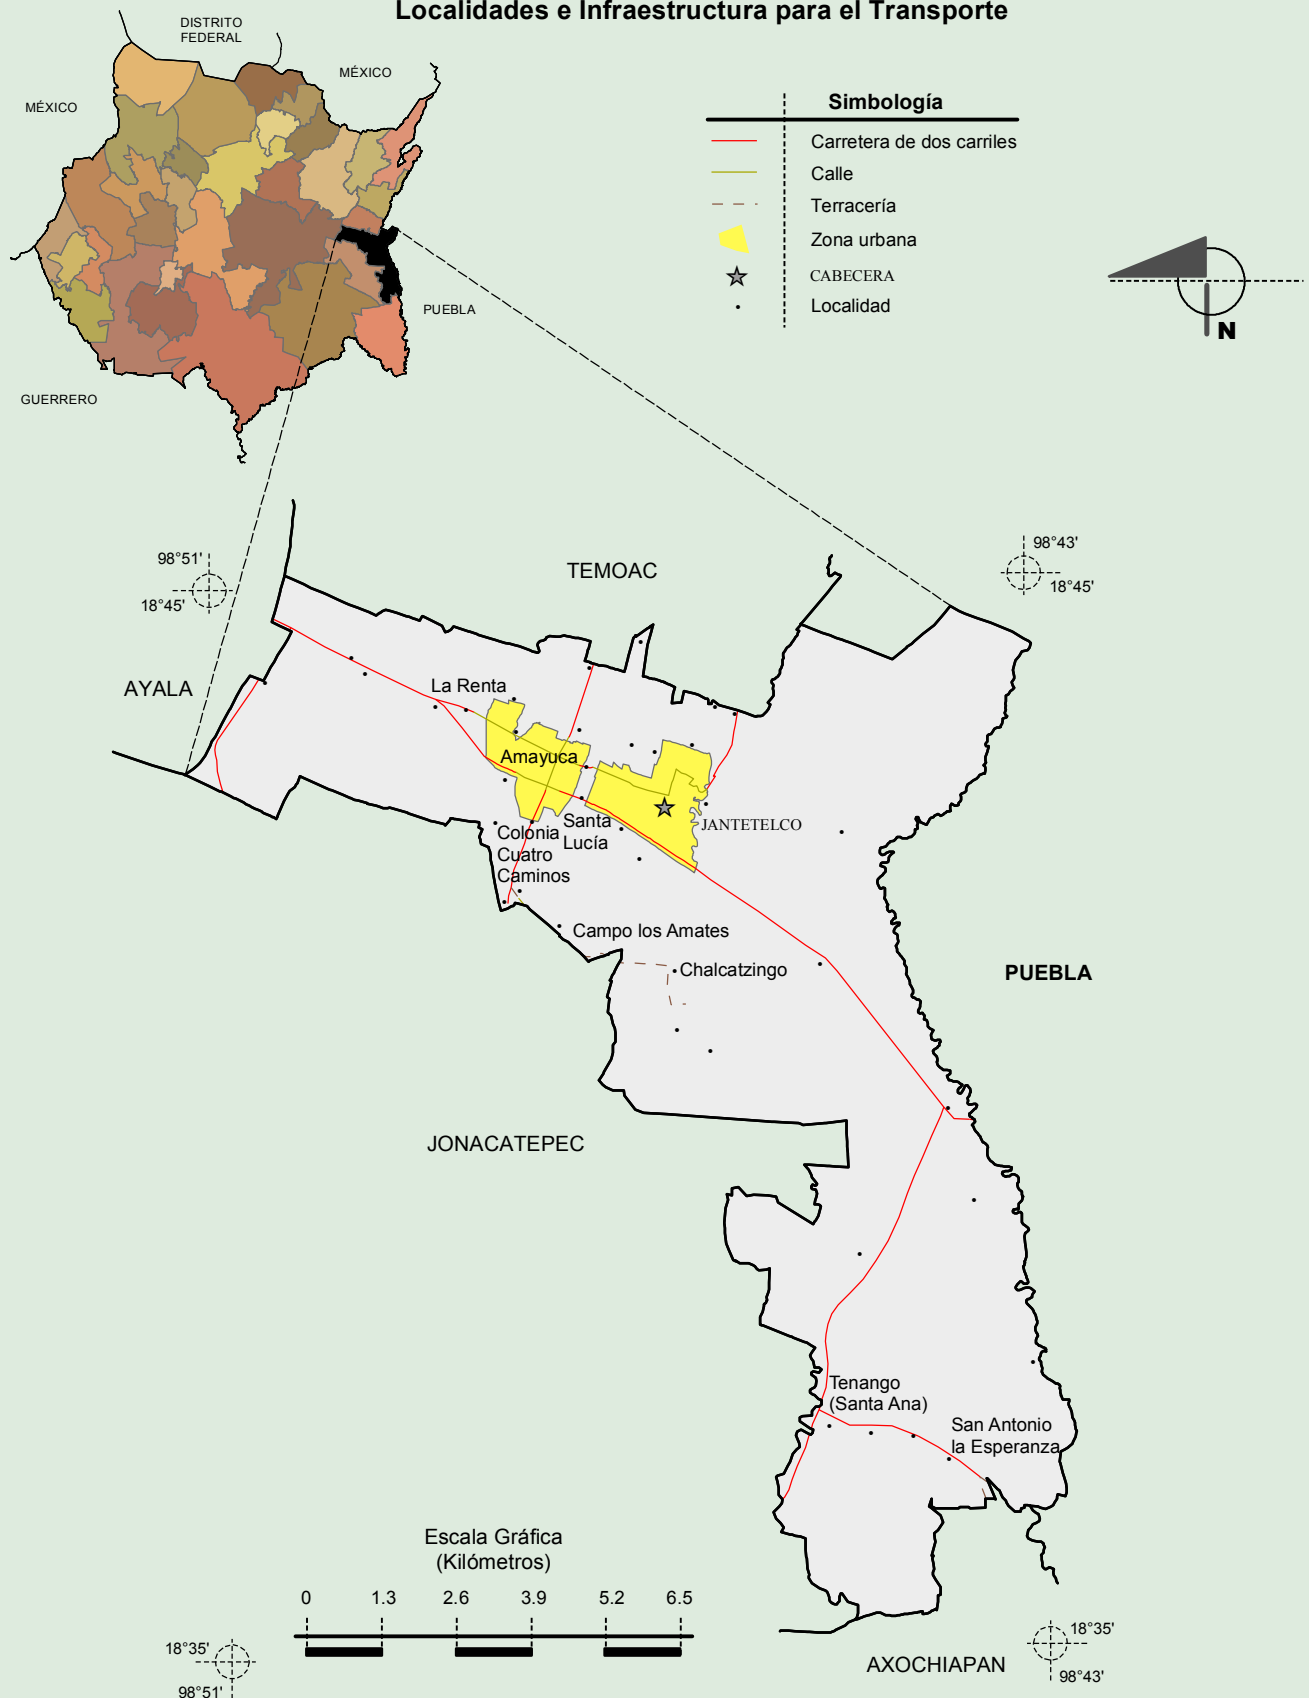 Localidades e Infraestructura para el Transporte
DISTRITO
FEDERAL
MÉXICO
MÉXICO
PUEBLA
GUERRERO
Simbología
Carretera de dos carriles
Calle
Terracería
Zona urbana
CABECERA
Localidad
N
98°51'
18°45'
98°43'
18°45'
TEMOAC
AYALA
La Renta
Amayuca
Santa
Lucía
JANTETELCO
Colonia
Cuatro
Caminos
Campo los Amates
Chalcatzingo
PUEBLA
JONACATEPEC
Tenango
(Santa Ana)
San Antonio
la Esperanza
Escala Gráfica
(Kilómetros)
0 1.3 2.6 3.9 5.2 6.5
18°35'
98°51'
18°35'
98°43'
AXOCHIAPAN